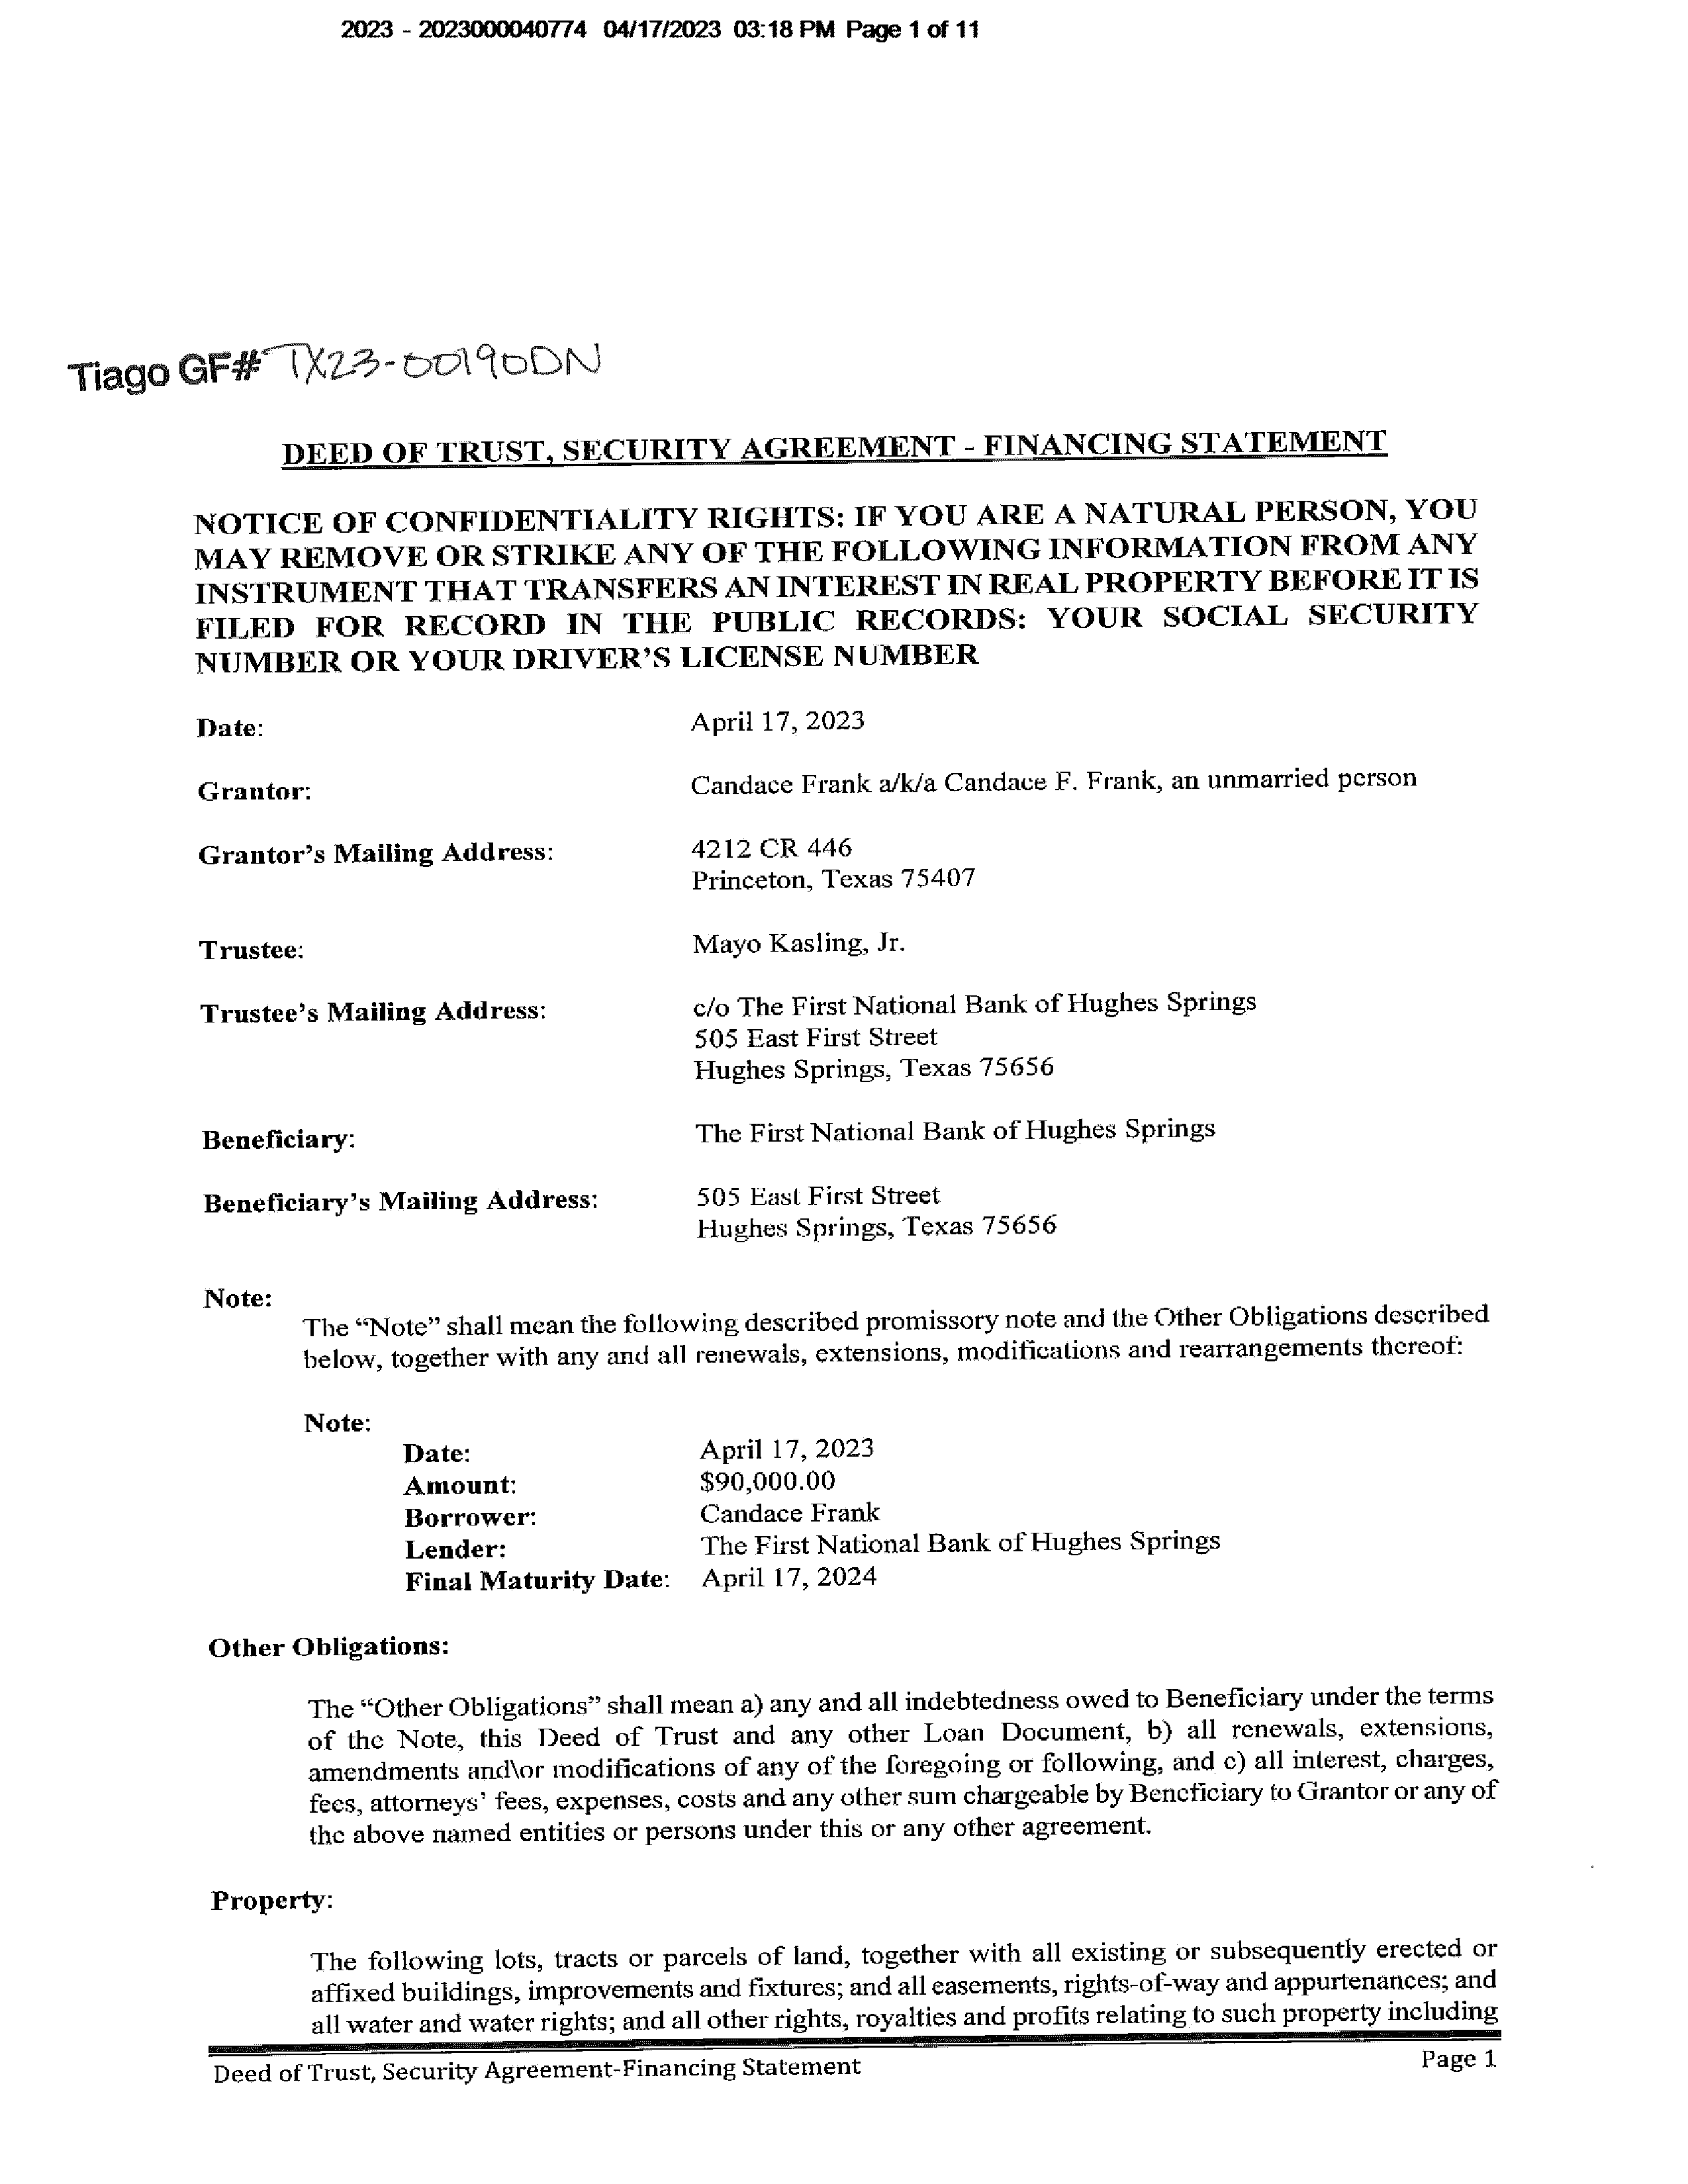 2023 - 2023000040774 04/17/2023 03:18 PM Page 1 of 11
Tiago GF# TX23-00190DN
DEED OF TRUST, SECURITY AGREEMENT - FINANCING STATEMENT
NOTICE OF CONFIDENTIALITY RIGHTS: IF YOU ARE A NATURAL PERSON, YOU
MAY REMOVE OR STRIKE ANY OF THE FOLLOWING INFORMATION FROM ANY
INSTRUMENT THAT TRANSFERS AN INTEREST IN REAL PROPERTY BEFORE IT IS
FILED FOR RECORD IN THE PUBLIC RECORDS: YOUR SOCIAL SECURITY
NUMBER OR YOUR DRIVER’S LICENSE NUMBER
Date: April 17, 2023
Grantor: Candace Frank a/k/a Candace F. Frank, an unmarried person
Grantor’s Mailing Address: 4212 CR 446
Princeton, Texas 75407
Trustee: Mayo Kasling, Jr.
Trustee’s Mailing Address: c/o The First National Bank of Hughes Springs
505 East First Street
Hughes Springs, Texas 75656
Beneficiary: The First National Bank of Hughes Springs
Beneficiary’s Mailing Address: 505 East First Street
Hughes Springs, Texas 75656
Note:
The “Note” shall mean the following described promissory note and the Other Obligations described
below, together with any and all renewals, extensions, modifications and rearrangements thereof:
Note:
Date: April 17, 2023
Amount: $90,000.00
Borrower: Candace Frank
Lender: The First National Bank of Hughes Springs
Final Maturity Date: April 17, 2024
Other Obligations:
The “Other Obligations” shall mean a) any and all indebtedness owed to Beneficiary under the terms
of the Note, this Deed of Trust and any other Loan Document, b) all renewals, extensions,
amendments and\or modifications of any of the foregoing or following, and c) all interest, charges,
fees, attorneys’ fees, expenses, costs and any other sum chargeable by Beneficiary to Grantor or any of
the above named entities or persons under this or any other agreement.
Property:
The following lots, tracts or parcels of land, together with all existing or subsequently erected or
affixed buildings, improvements and fixtures; and all easements, rights-of-way and appurtenances; and
all water and water rights; and all other rights, royalties and profits relating to such property including
Deed of Trust, Security Agreement-Financing Statement Page 1